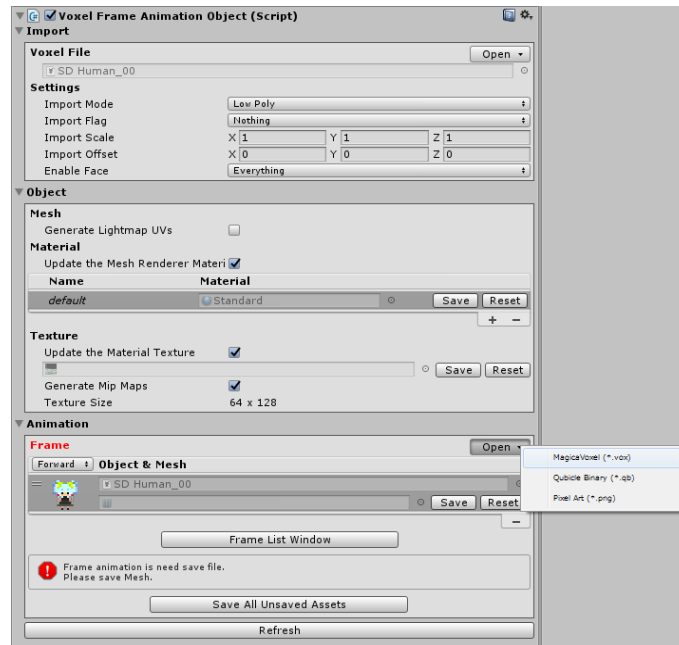 Voxel Frame Animation Object (Script)
Import
Voxel File
Open
SD Human_00
Settings
Import Mode Low Poly
Import Flag Nothing
Import Scale X 1 Y 1 Z 1
Import Offset X 0 Y 0 Z 0
Enable Face Everything
Object
Mesh
Generate Lightmap UVs
Material
Update the Mesh Renderer Materi
Name Material
default Standard Save Reset
+ -
Texture
Update the Material Texture
Save Reset
Generate Mip Maps
Texture Size 64 x 128
Animation
Frame Open
Forward Object & Mesh
SD Human_00
Save Reset
-
MagicaVoxel (*.vox)
Qubicle Binary (*.qb)
Pixel Art (*.png)
Frame List Window
Frame animation is need save file.
Please save Mesh.
Save All Unsaved Assets
Refresh